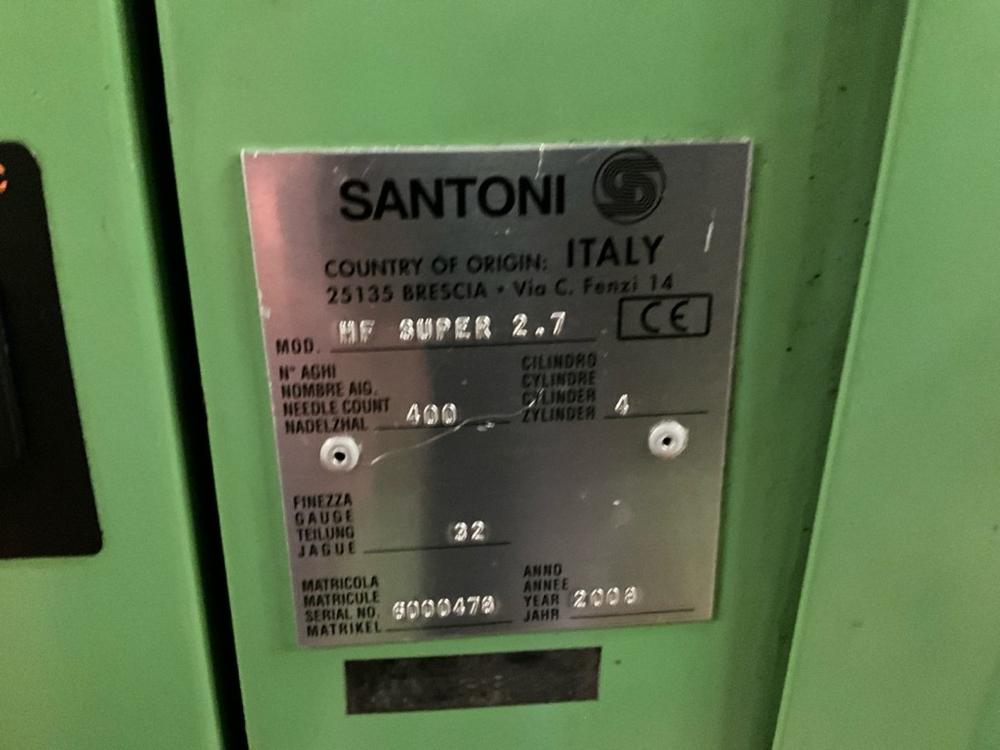 SANTONI
COUNTRY OF ORIGIN: ITALY
25135 BRESCIA • Via C. Fenzi 14
CE
MOD. MF SUPER 2.7
N° AGHI
NOMBRE AIG.
NEEDLE COUNT 400
NADELZHAL
CILINDRO
CYLINDRE
CYLINDER 4
ZYLINDER
FINEZZA
GAUGE
TEILUNG 32
JAGUE
MATRICOLA
MATRICULE
SERIAL NO. 6000478
MATRIKEL
ANNO
ANNEE
YEAR 2008
JAHR